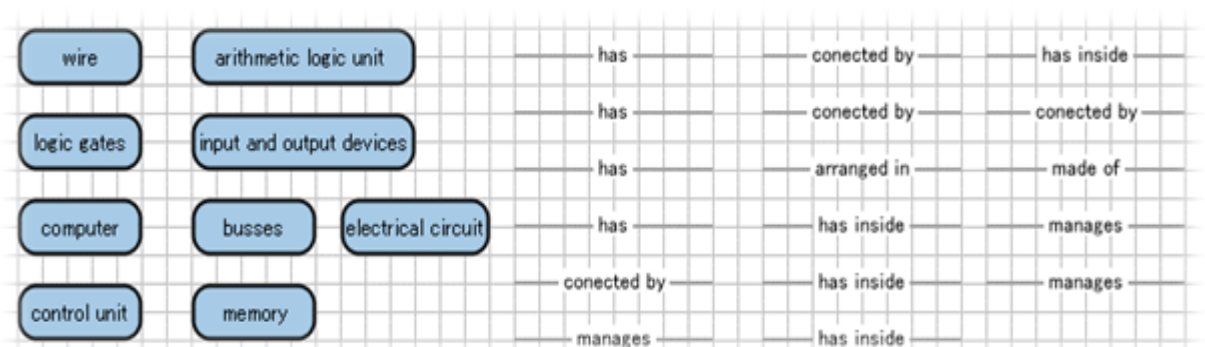 wire arithmetic logic unit has conected by has inside
has conected by conected by
logic gates input and output devices
has arranged in made of
computer busses electrical circuit has has inside manages
conected by has inside manages
control unit memory
manages has inside